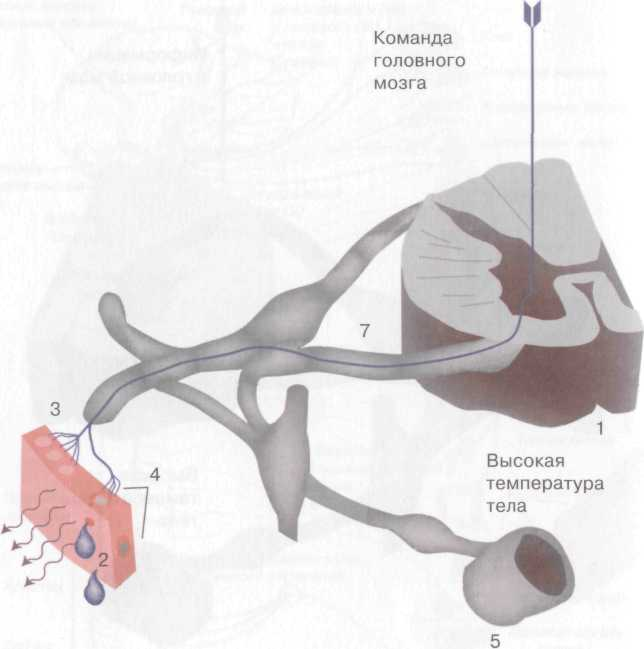 Команда
головного
мозга
7
3
1
4
Высокая
температура
тела
2
5